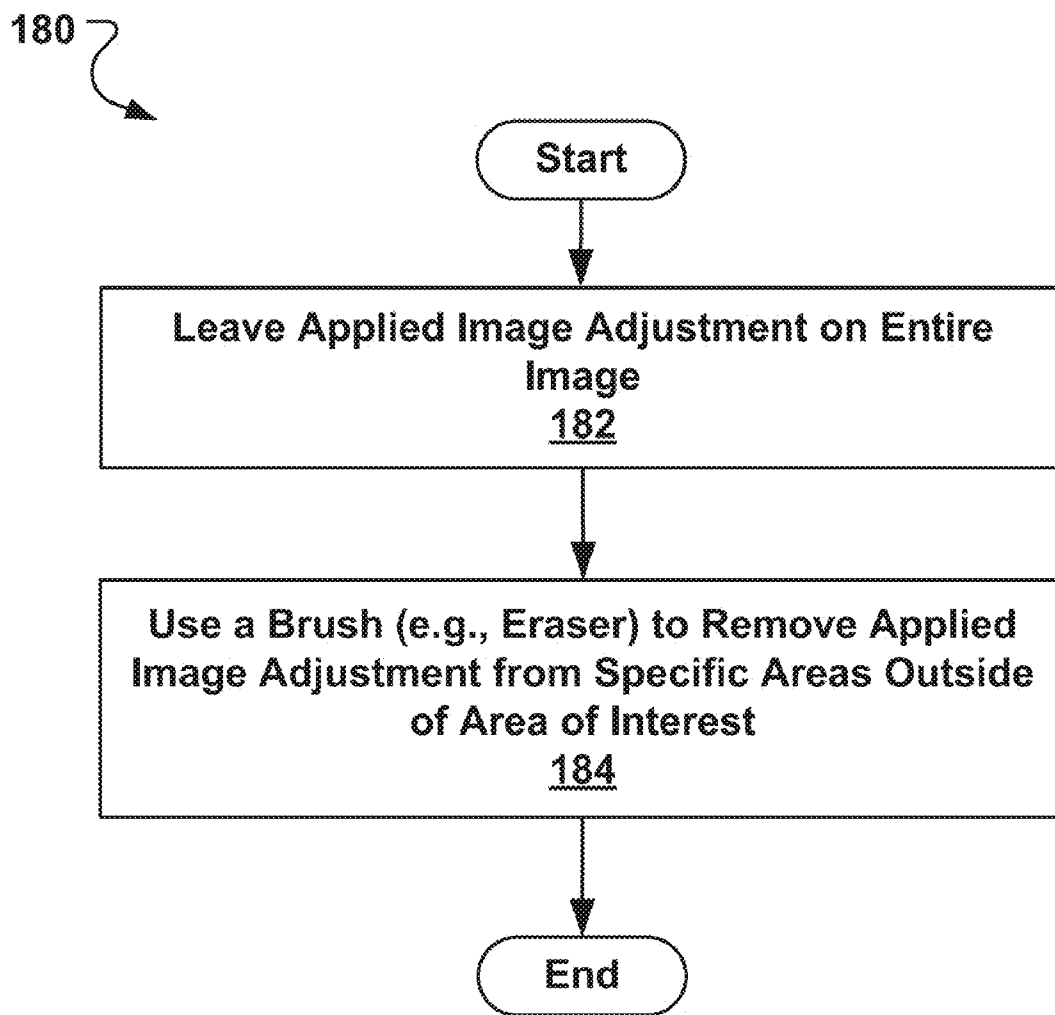 180
Start
Leave Applied Image Adjustment on Entire
Image
182
Use a Brush (e.g., Eraser) to Remove Applied
Image Adjustment from Specific Areas Outside
of Area of Interest
184
End